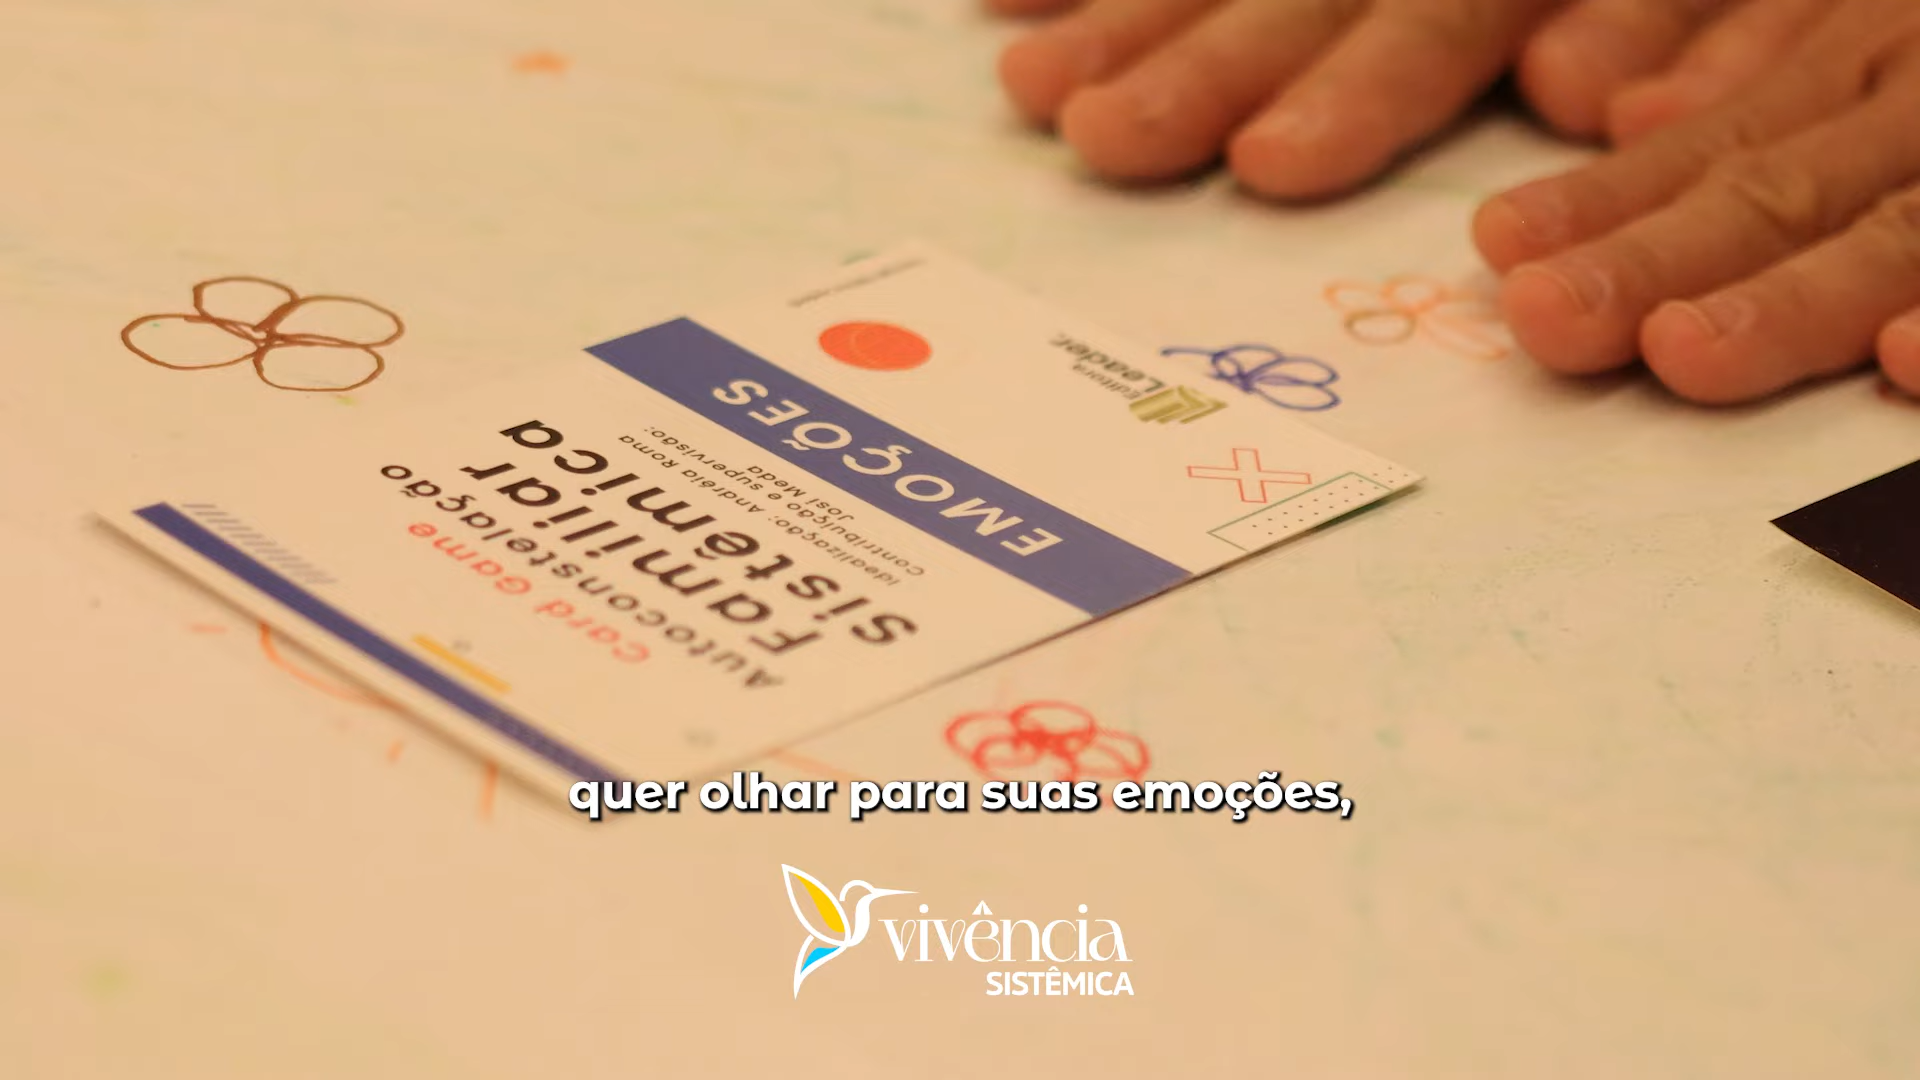 Card Game
Autoconstelação
Familiar
Sistêmica
Idealização: Andréia Roma
Contribuição e supervisão:
Josi Meda
EMOÇÕES
Editora
Leader
quer olhar para suas emoções,
vivência
SISTÊMICA